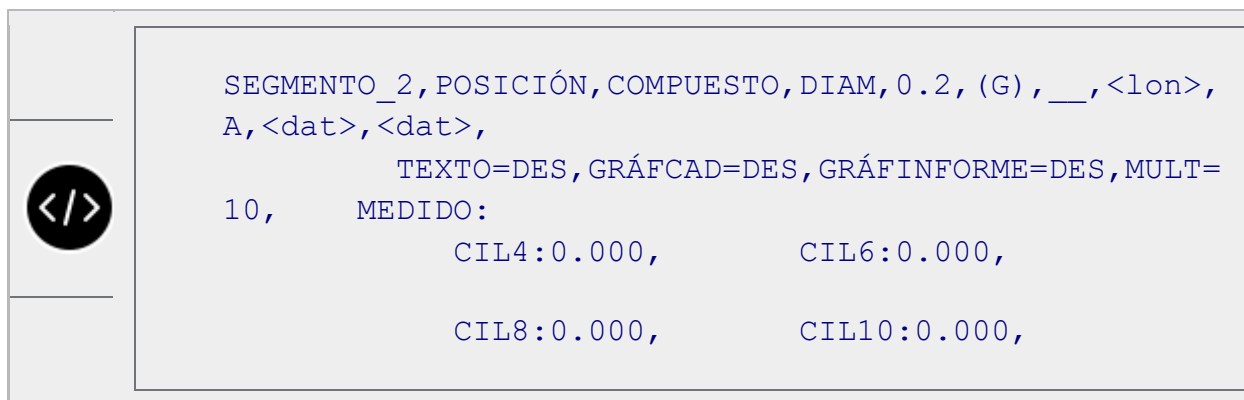 SEGMENTO_2,POSICIÓN,COMPUESTO,DIAM,0.2,(G),__,<lon>,
A,<dat>,<dat>,
TEXTO=DES,GRÁFCAD=DES,GRÁFINFORME=DES,MULT=
10, MEDIDO:
CIL4:0.000, CIL6:0.000,
CIL8:0.000, CIL10:0.000,